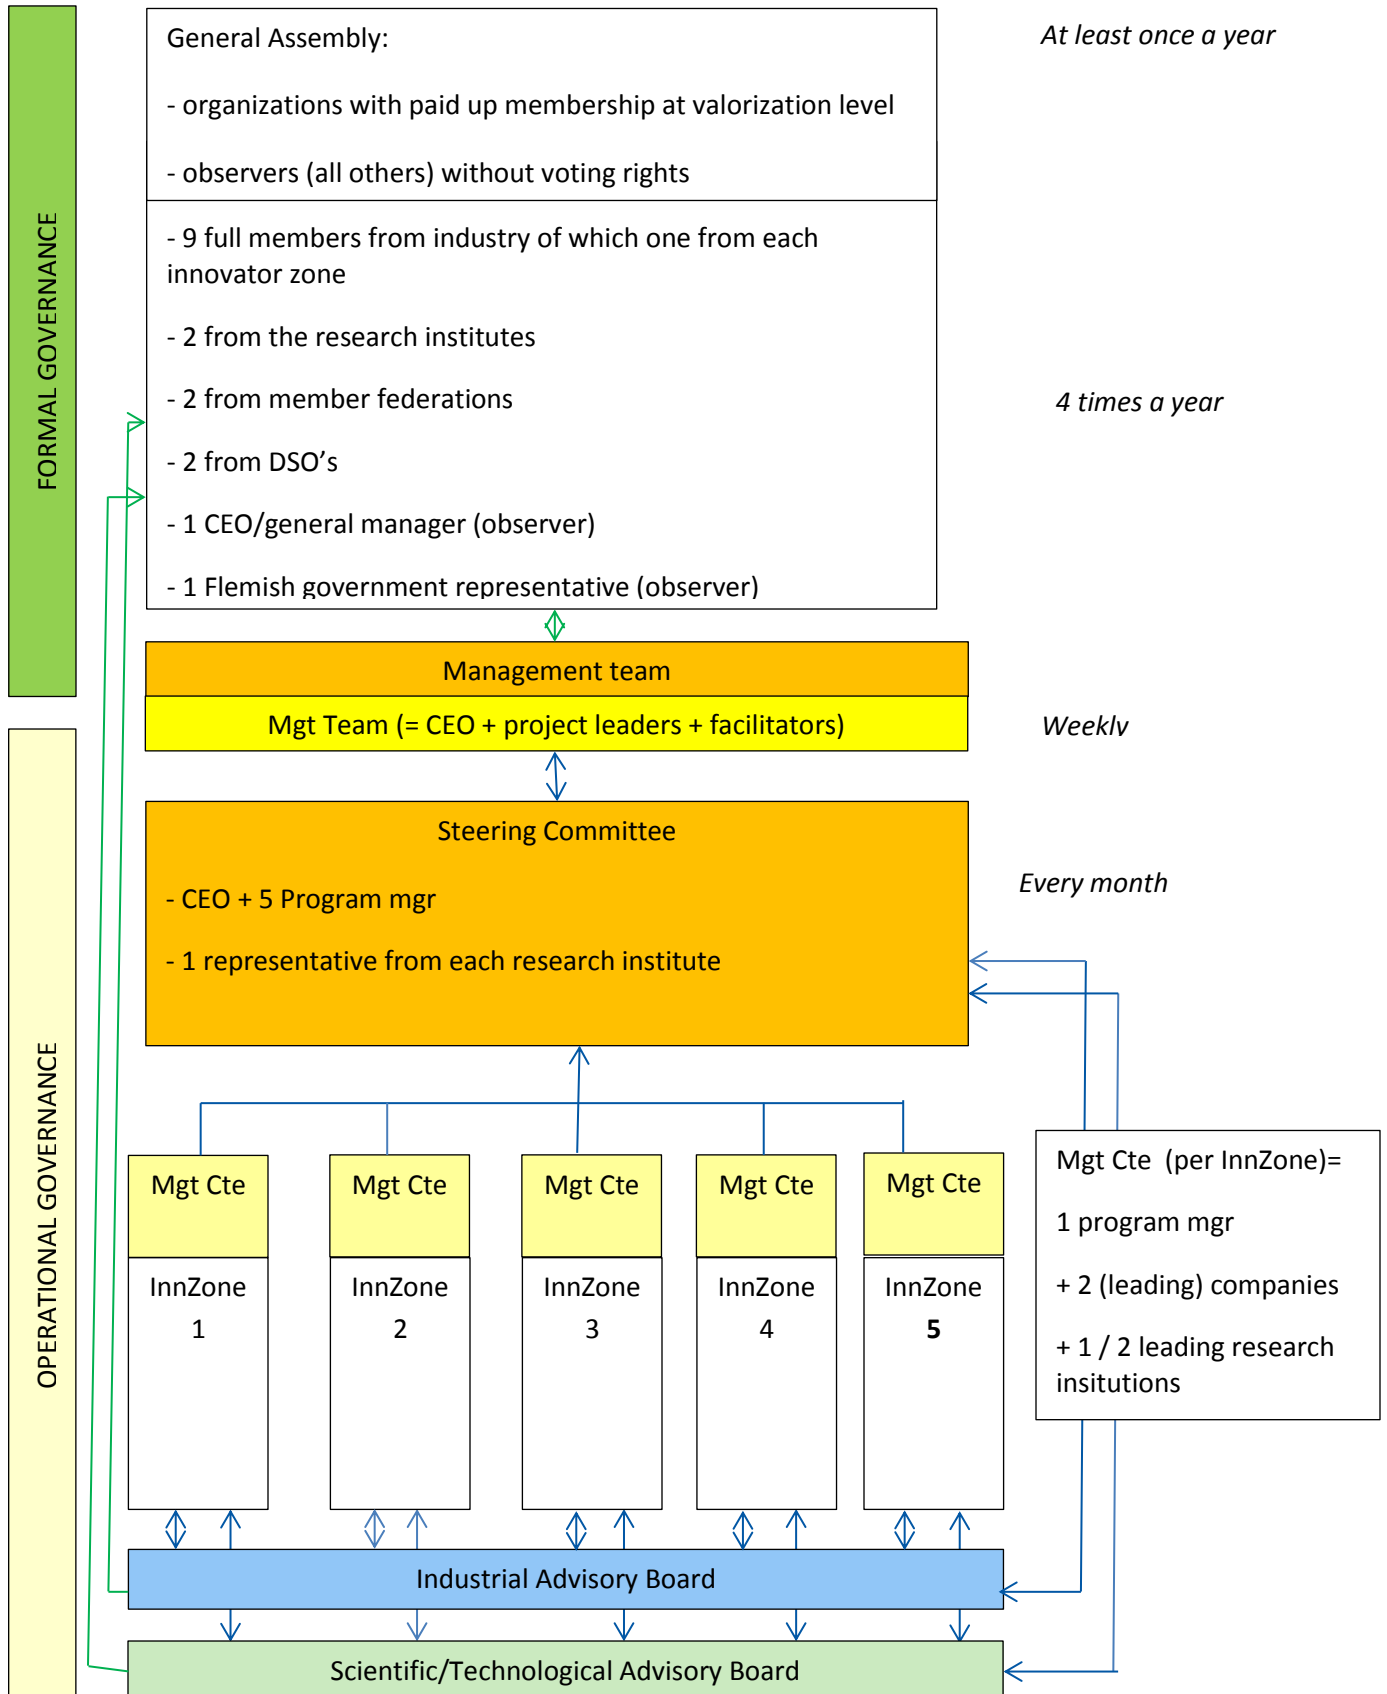 General Assembly:
At least once a year
- organizations with paid up membership at valorization level
- observers (all others) without voting rights
FORMAL GOVERNANCE
- 9 full members from industry of which one from each
innovator zone
- 2 from the research institutes
- 2 from member federations
4 times a year
- 2 from DSO's
- 1 CEO/general manager (observer)
- 1 Flemish government representative (observer)
Management team
Mgt Team (= CEO + project leaders + facilitators)
Weekly
OPERATIONAL GOVERNANCE
Steering Committee
- CEO + 5 Program mgr
Every month
- 1 representative from each research institute
Mgt Cte
Mgt Cte
Mgt Cte
Mgt Cte
Mgt Cte
InnZone
1
InnZone
2
InnZone
3
InnZone
4
InnZone
5
Mgt Cte (per InnZone)=
1 program mgr
+ 2 (leading) companies
+ 1 / 2 leading research
insitutions
Industrial Advisory Board
Scientific/Technological Advisory Board